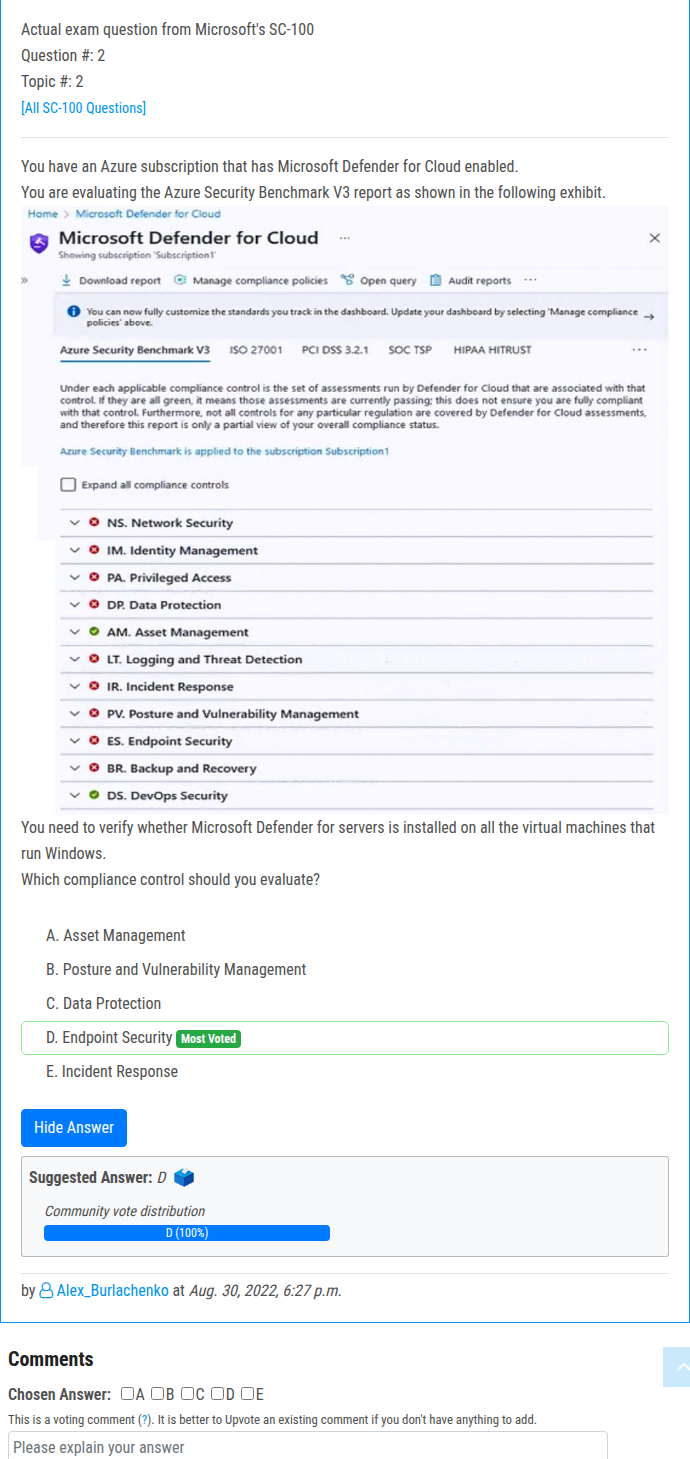 Actual exam question from Microsoft's SC-100
Question #: 2
Topic #: 2
[All SC-100 Questions]
You have an Azure subscription that has Microsoft Defender for Cloud enabled.
You are evaluating the Azure Security Benchmark V3 report as shown in the following exhibit.
Home > Microsoft Defender for Cloud
Microsoft Defender for Cloud ...
Showing subscription 'Subscription1'
Download report Manage compliance policies Open query Audit reports ...
You can now fully customize the standards you track in the dashboard. Update your dashboard by selecting 'Manage compliance
policies' above.
Azure Security Benchmark V3 ISO 27001 PCI DSS 3.2.1 SOC TSP HIPAA HITRUST ...
Under each applicable compliance control is the set of assessments run by Defender for Cloud that are associated with that
control. If they are all green, it means those assessments are currently passing; this does not ensure you are fully compliant
with that control. Furthermore, not all controls for any particular regulation are covered by Defender for Cloud assessments,
and therefore this report is only a partial view of your overall compliance status.
Azure Security Benchmark is applied to the subscription Subscription1
Expand all compliance controls
NS. Network Security
IM. Identity Management
PA. Privileged Access
DP. Data Protection
AM. Asset Management
LT. Logging and Threat Detection
IR. Incident Response
PV. Posture and Vulnerability Management
ES. Endpoint Security
BR. Backup and Recovery
DS. DevOps Security
You need to verify whether Microsoft Defender for servers is installed on all the virtual machines that
run Windows.
Which compliance control should you evaluate?
A. Asset Management
B. Posture and Vulnerability Management
C. Data Protection
D. Endpoint Security Most Voted
E. Incident Response
Hide Answer
Suggested Answer: D
Community vote distribution
D (100%)
by Alex_Burlachenko at Aug. 30, 2022, 6:27 p.m.
Comments
Chosen Answer: A B C D E
This is a voting comment (?). It is better to Upvote an existing comment if you don't have anything to add.
Please explain your answer